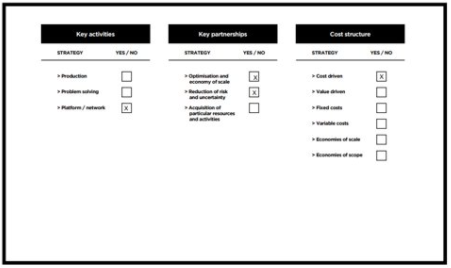 Key activities
STRATEGY YES / NO
> Production
> Problem solving
> Platform / network X
Key partnerships
STRATEGY YES / NO
> Optimisation and
economy of scale X
> Reduction of risk
and uncertainty X
> Acquisition of
particular resources
and activities
Cost structure
STRATEGY YES / NO
> Cost driven X
> Value driven
> Fixed costs
> Variable costs
> Economies of scale
> Economies of scope